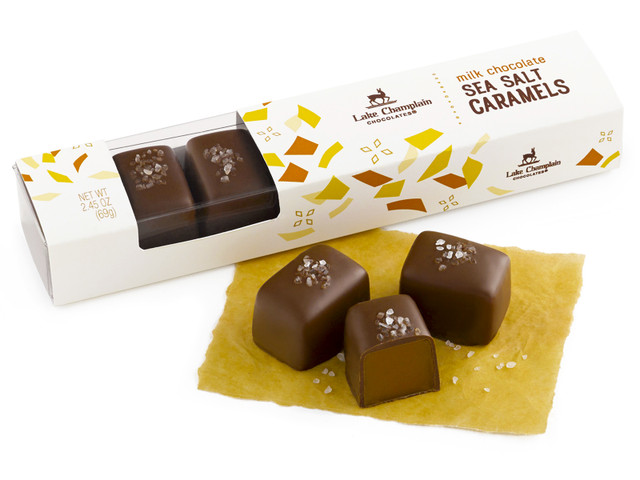 milk chocolate
SEA SALT
CARAMELS
Lake Champlain
CHOCOLATES®
Lake Champlain
CHOCOLATES®
NET WT
2.45 OZ
(69g)